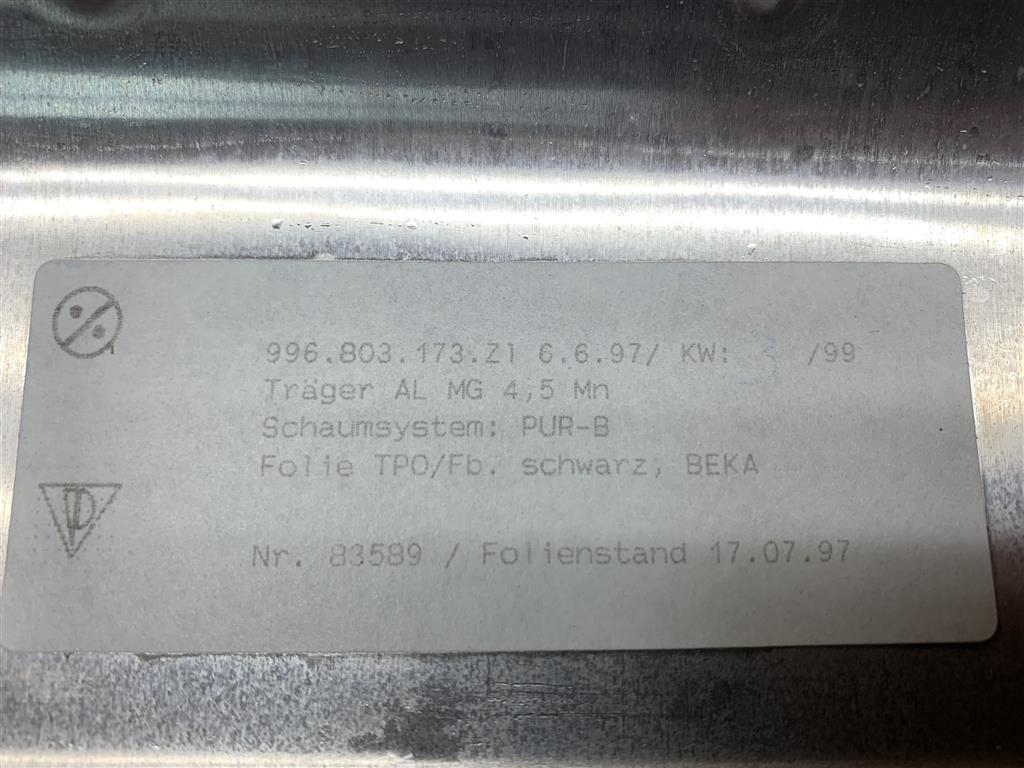 996.803.173.Z1 6.6.97/ KW: /99
Träger AL MG 4,5 Mn
Schaumsystem: PUR-B
Folie TPO/Fb. schwarz, BEKA
Nr. 83589 / Folienstand 17.07.97